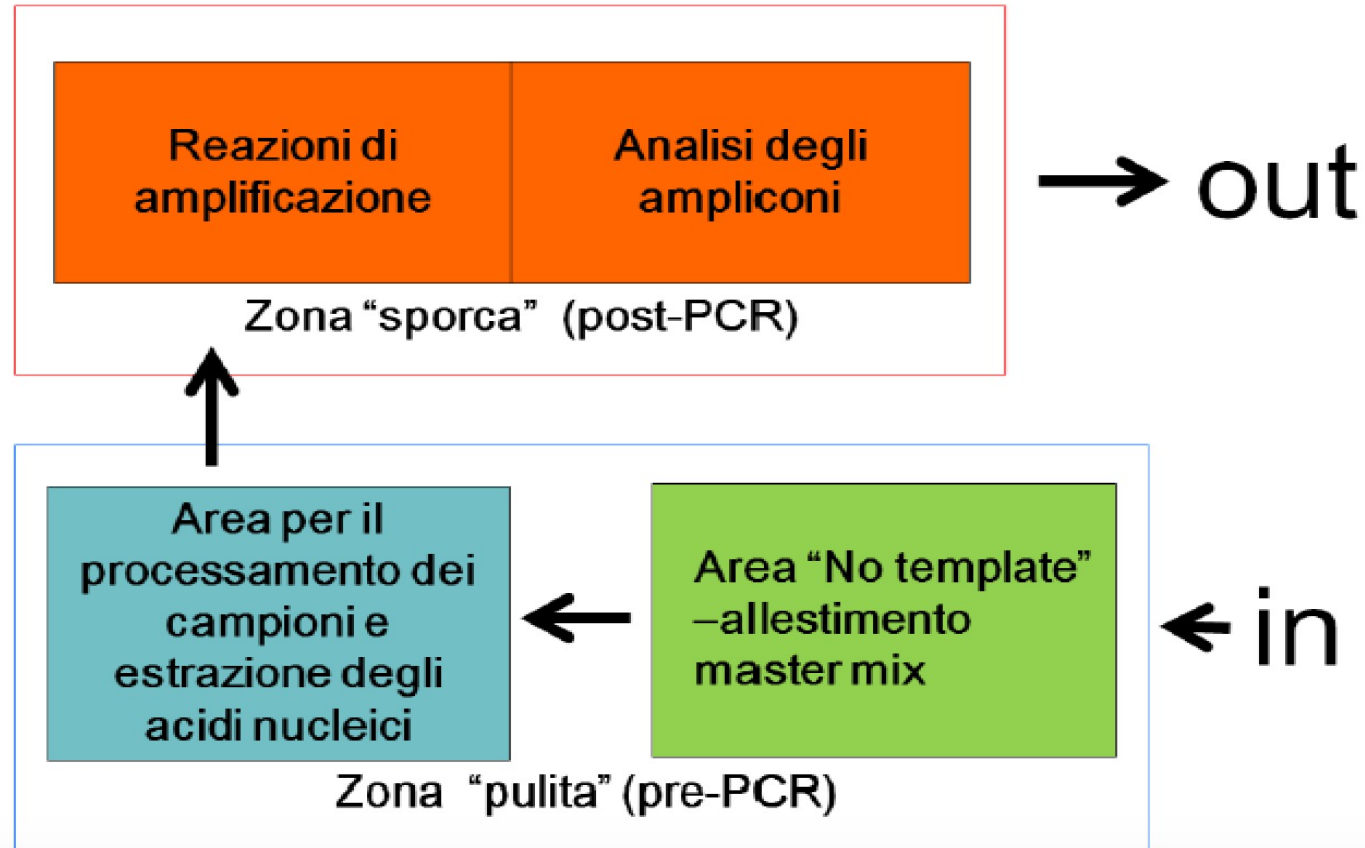 Reazioni di
amplificazione
Analisi degli
ampliconi
out
Zona “sporca” (post-PCR)
Area per il
processamento dei
campioni e
estrazione degli
acidi nucleici
Area “No template”
–allestimento
master mix
in
Zona “pulita” (pre-PCR)